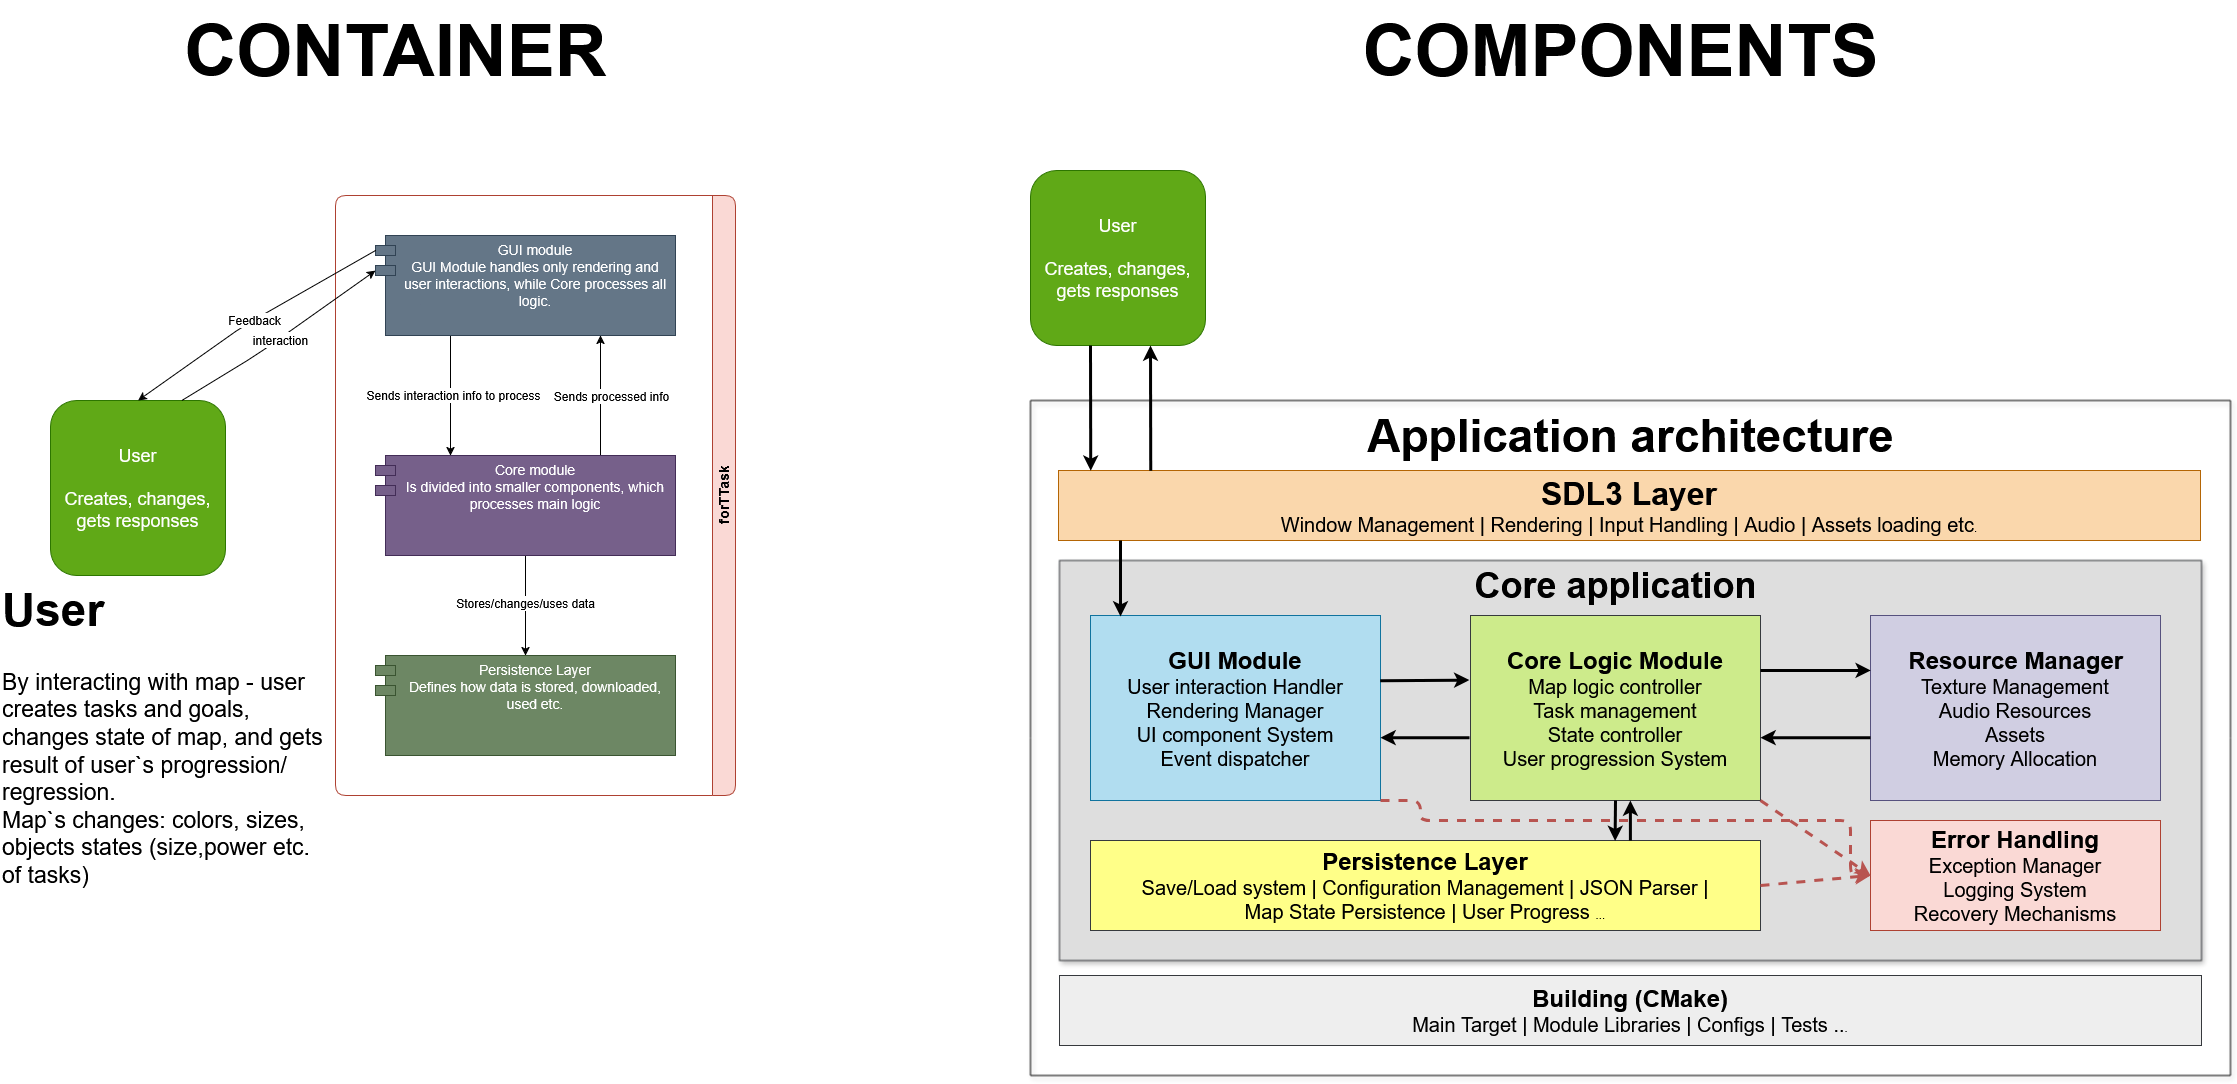 CONTAINER
GUI module
GUI Module handles only rendering and
user interactions, while Core processes all
logic.
Feedback
interaction
Sends interaction info to process
Sends processed info
User
Creates, changes,
gets responses
Core module
Is divided into smaller components, which
processes main logic
forTTask
Stores/changes/uses data
Persistence Layer
Defines how data is stored, downloaded,
used etc.
User
By interacting with map - user
creates tasks and goals,
changes state of map, and gets
result of user`s progression/
regression.
Map`s changes: colors, sizes,
objects states (size,power etc.
of tasks)
COMPONENTS
User
Creates, changes,
gets responses
Application architecture
SDL3 Layer
Window Management | Rendering | Input Handling | Audio | Assets loading etc.
Core application
GUI Module
User interaction Handler
Rendering Manager
UI component System
Event dispatcher
Core Logic Module
Map logic controller
Task management
State controller
User progression System
Resource Manager
Texture Management
Audio Resources
Assets
Memory Allocation
Persistence Layer
Save/Load system | Configuration Management | JSON Parser |
Map State Persistence | User Progress ...
Error Handling
Exception Manager
Logging System
Recovery Mechanisms
Building (CMake)
Main Target | Module Libraries | Configs | Tests ...